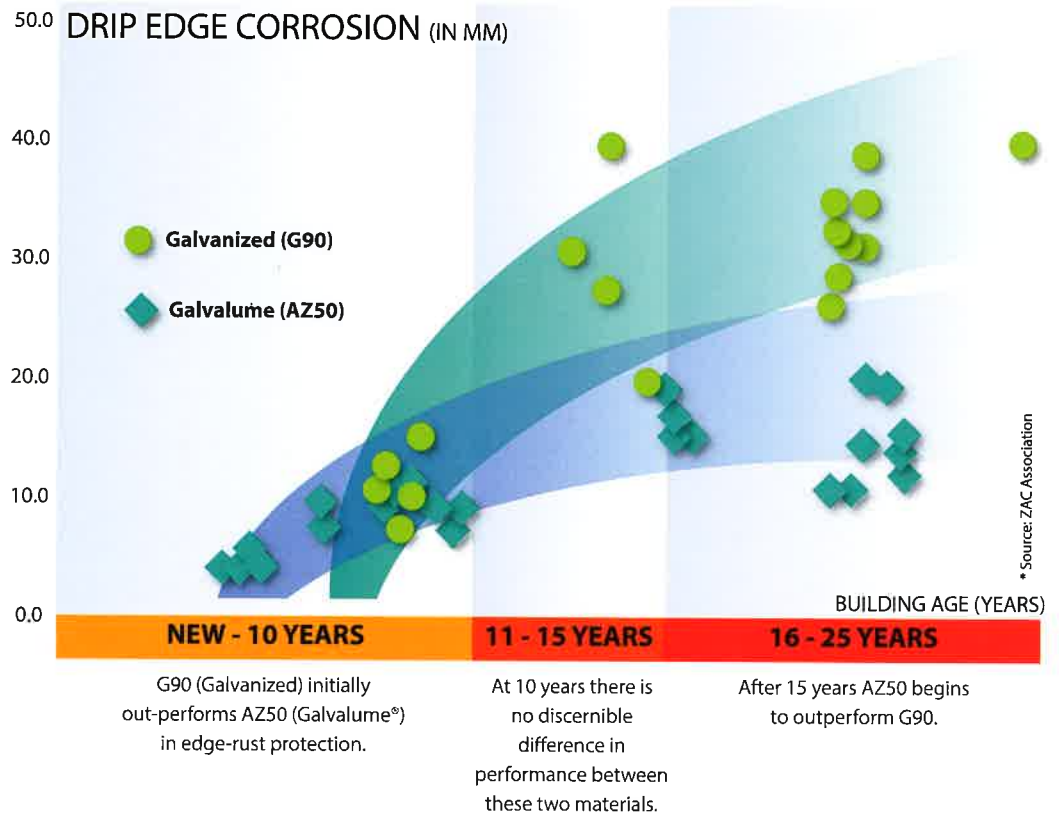 DRIP EDGE CORROSION (IN MM)
50.0
40.0
30.0
20.0
10.0
0.0
Galvanized (G90)
Galvalume (AZ50)
* Source: ZAC Association
BUILDING AGE (YEARS)
NEW - 10 YEARS
11 - 15 YEARS
16 - 25 YEARS
G90 (Galvanized) initially
out-performs AZ50 (Galvalume®)
in edge-rust protection.
At 10 years there is
no discernible
difference in
performance between
these two materials.
After 15 years AZ50 begins
to outperform G90.